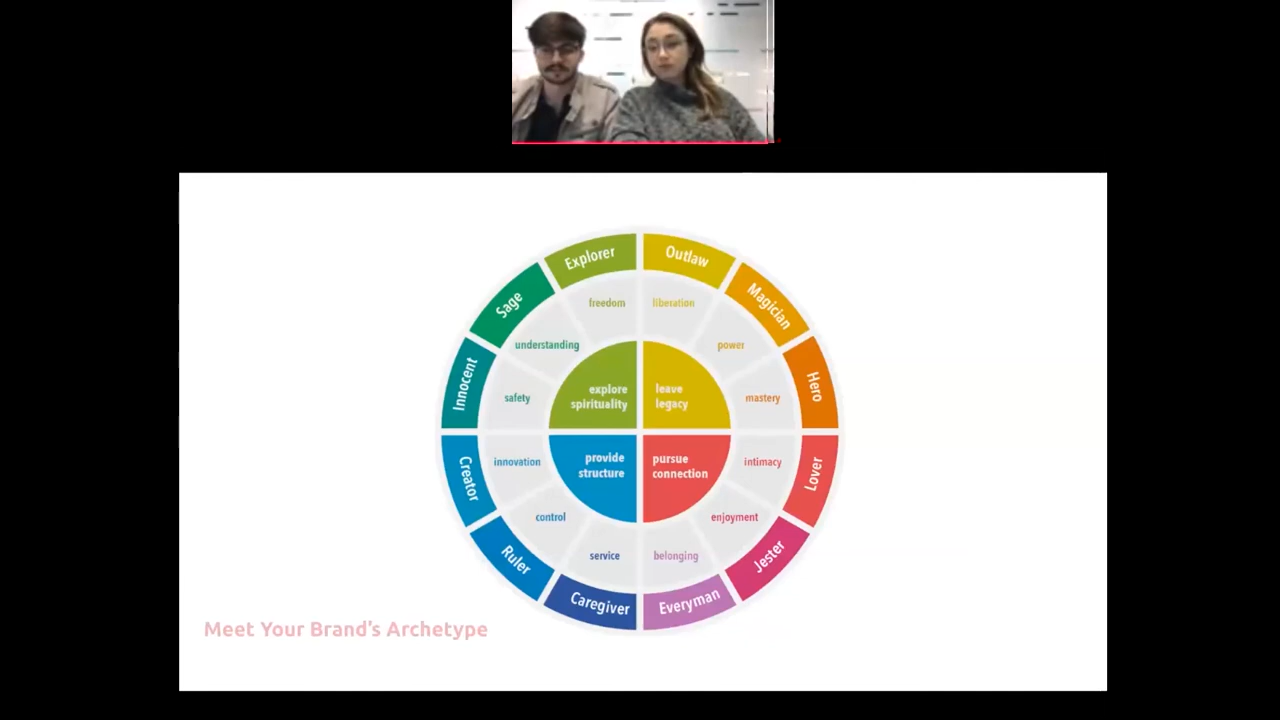 Explorer
Outlaw
Sage
Magician
freedom
liberation
understanding
power
Innocent
Hero
safety
explore
spirituality
leave
legacy
mastery
Creator
innovation
provide
structure
pursue
connection
intimacy
Lover
control
enjoyment
Ruler
service
belonging
Jester
Caregiver
Everyman
Meet Your Brand's Archetype